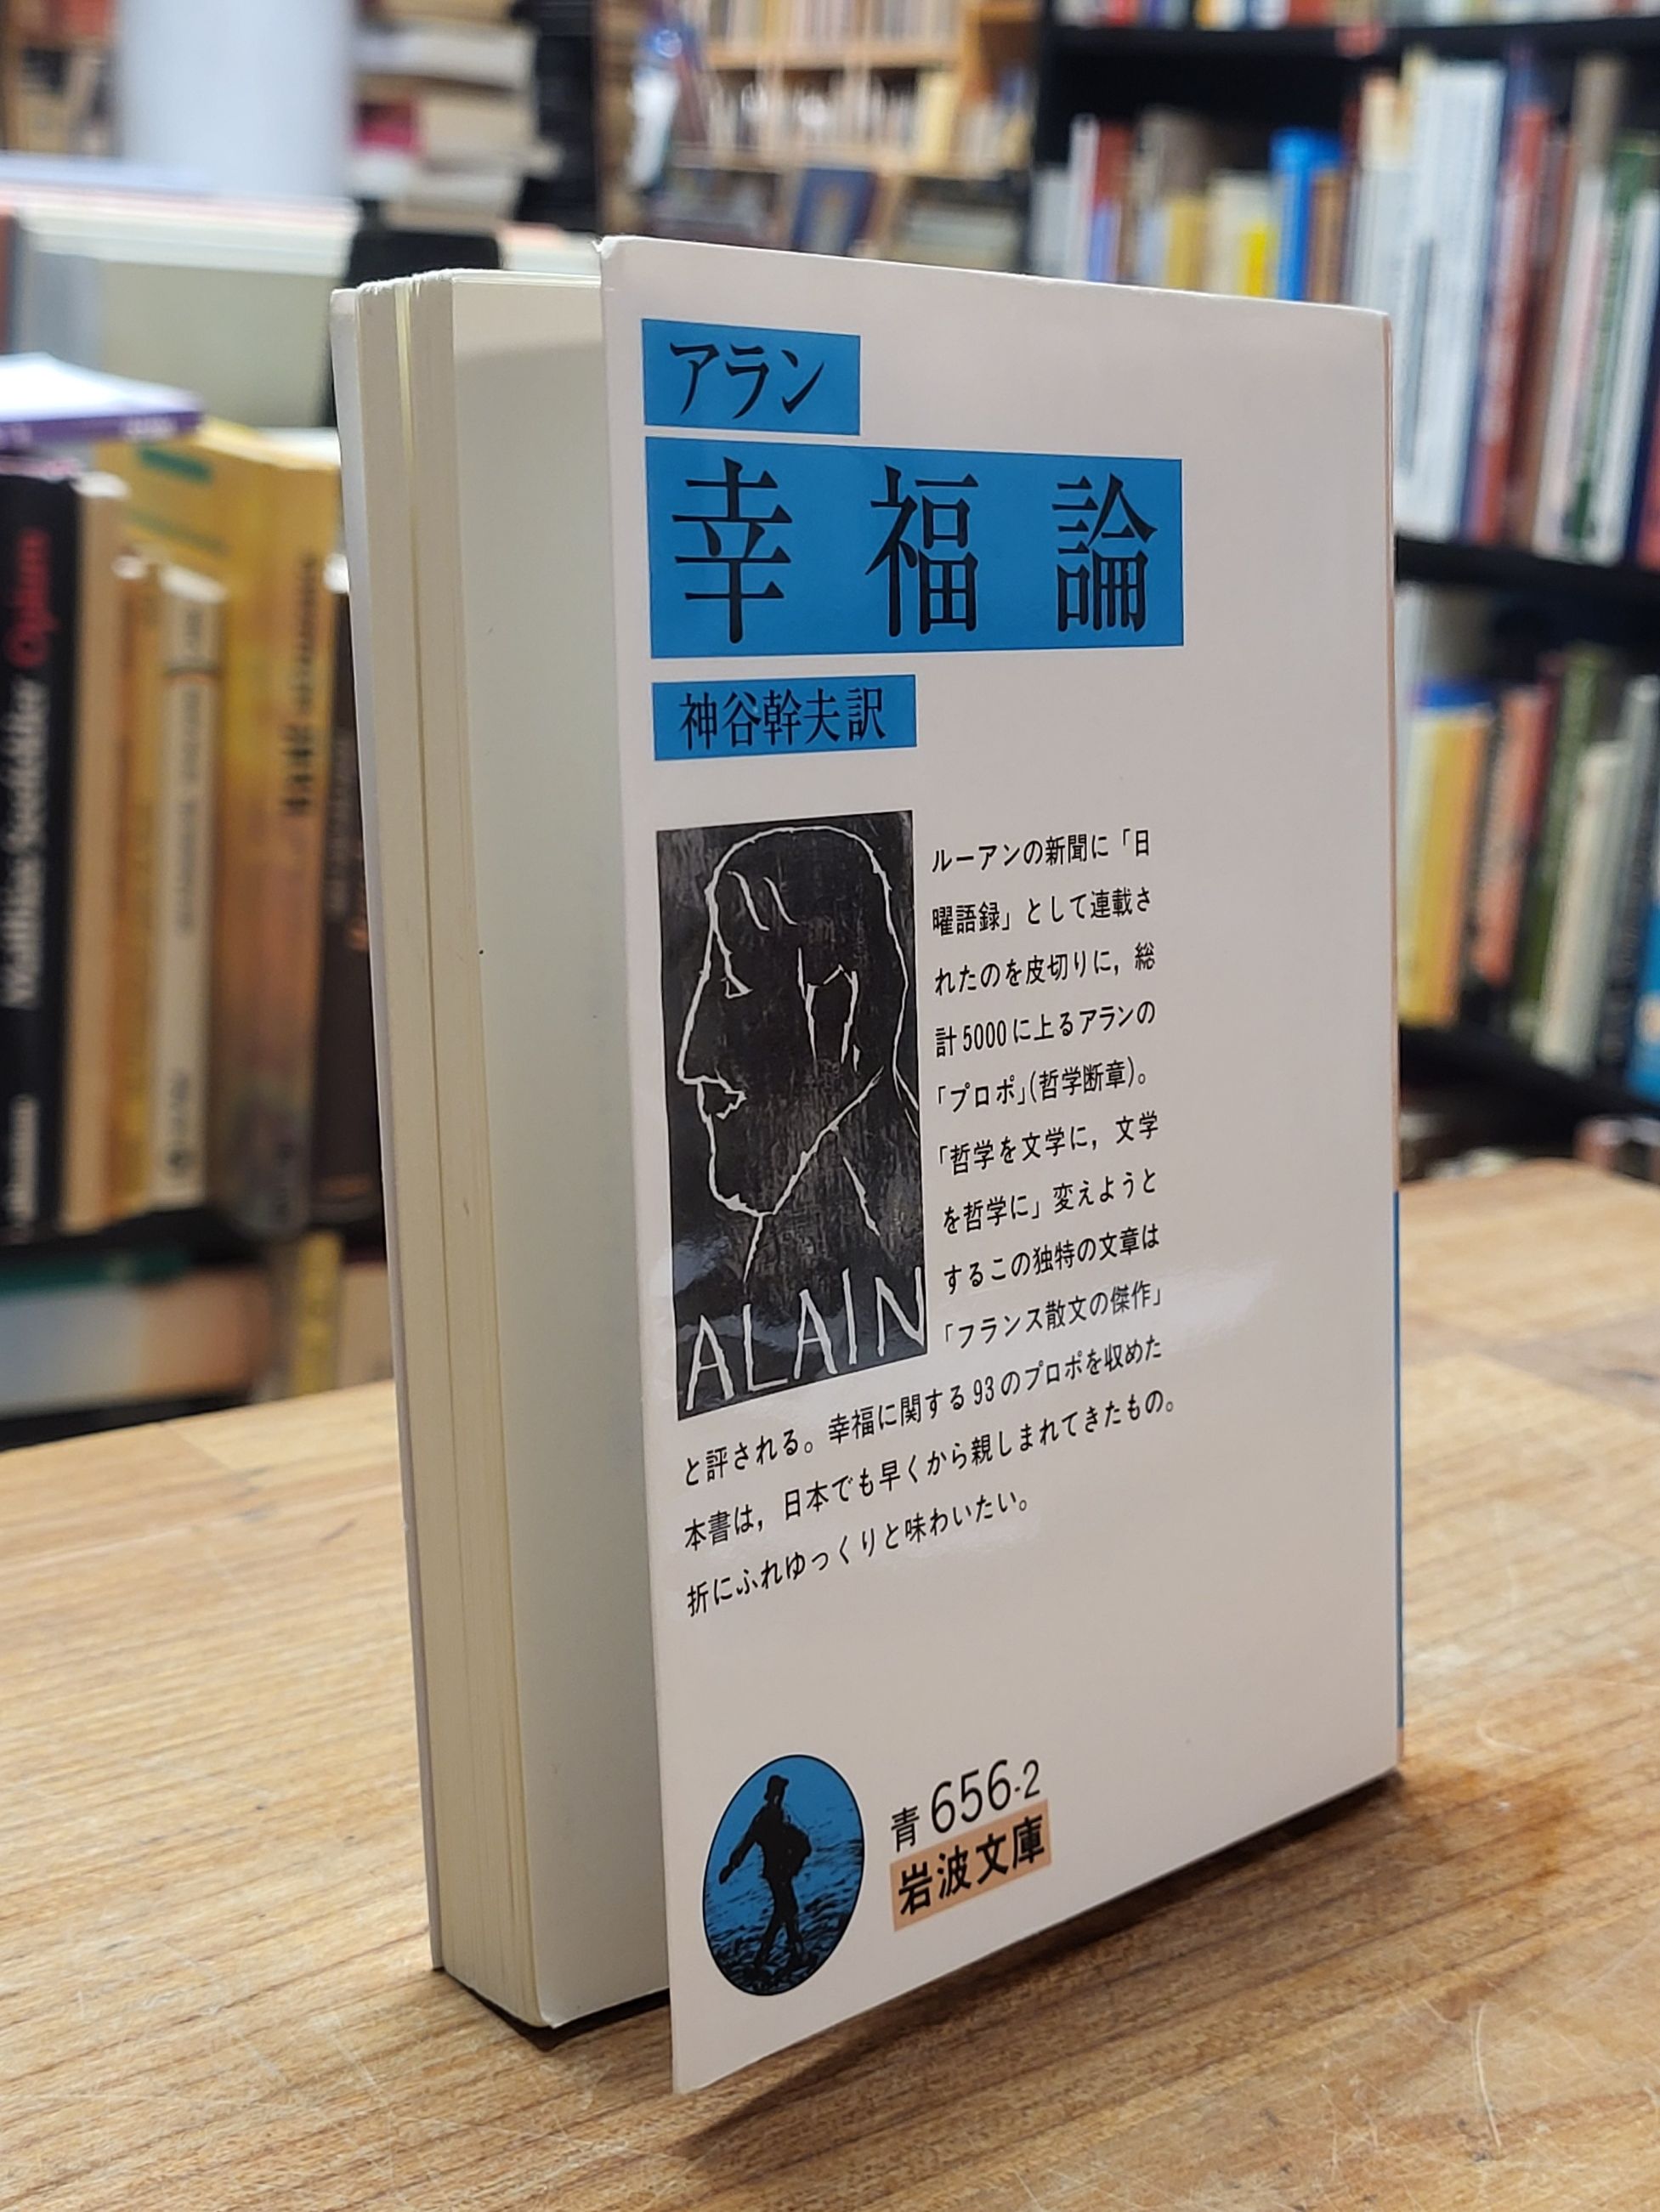 アラン
幸福論
神谷幹夫訳
ALAIN
ルーアンの新聞に「日
曜語録」として連載さ
れたのを皮切りに，総
計5000に上るアランの
「プロポ」(哲学断章)。
「哲学を文学に，文学
を哲学に」変えようと
するこの独特の文章は
「フランス散文の傑作」
と評される。幸福に関する93のプロポを収めた
本書は，日本でも早くから親しまれてきたもの。
折にふれゆっくりと味わいたい。
青656-2
岩波文庫
Opium